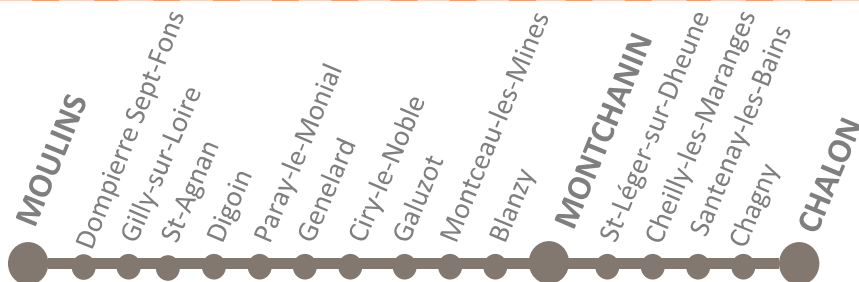 MOULINS
Dompierre Sept-Fons
Gilly-sur-Loire
St-Agnan
Digoin
Paray-le-Monial
Genelard
Ciry-le-Noble
Galuzot
Montceau-les-Mines
Blanzy
MONTCHANIN
St-Léger-sur-Dheune
Cheilly-les-Maranges
Santenay-les-Bains
Chagny
CHALON